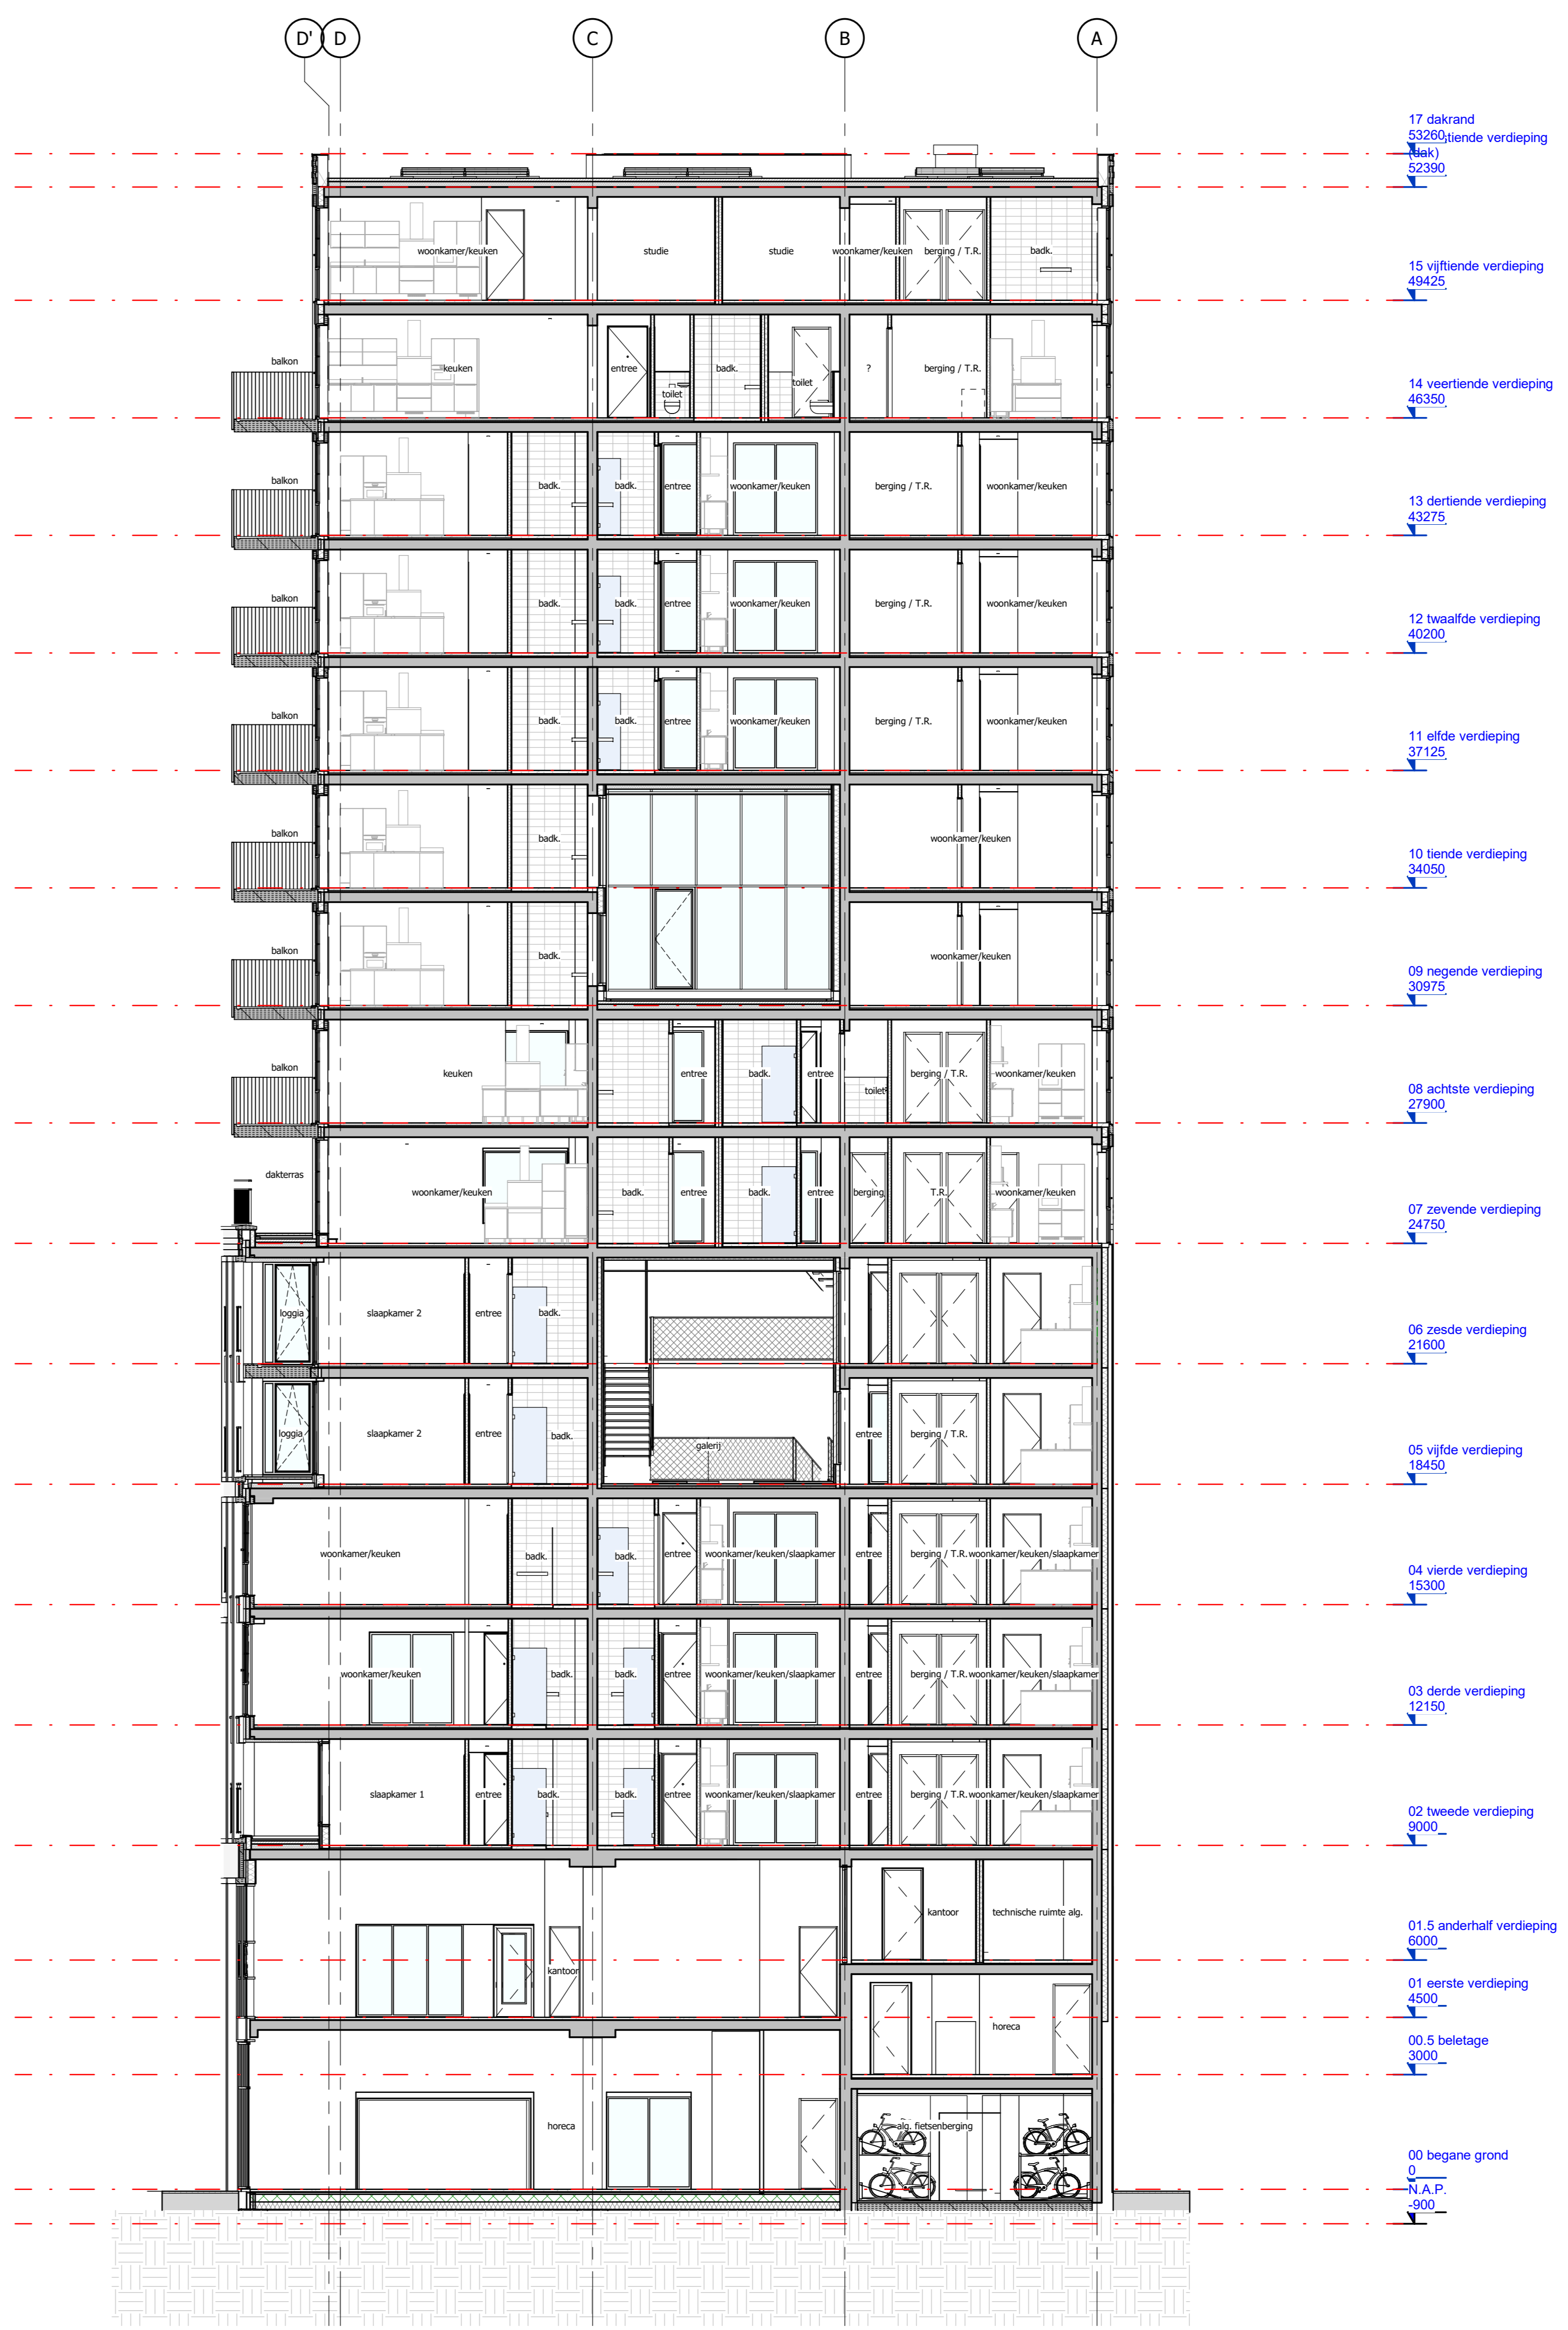 D' D C B A
17 dakrand
53260
tiende verdieping
(dak)
52390
woonkamer/keuken studie studie woonkamer/keuken berging / T.R. badk.
15 vijftiende verdieping
49425
balkon keuken entree toilet badk. toilet ? berging / T.R.
14 veertiende verdieping
46350
balkon badk. badk. entree woonkamer/keuken berging / T.R. woonkamer/keuken
13 dertiende verdieping
43275
balkon badk. badk. entree woonkamer/keuken berging / T.R. woonkamer/keuken
12 twaalfde verdieping
40200
balkon badk. badk. entree woonkamer/keuken berging / T.R. woonkamer/keuken
11 elfde verdieping
37125
balkon badk. woonkamer/keuken
10 tiende verdieping
34050
balkon badk. woonkamer/keuken
09 negende verdieping
30975
balkon keuken entree badk. entree toilet berging / T.R. woonkamer/keuken
08 achtste verdieping
27900
dakterras woonkamer/keuken badk. entree badk. entree berging T.R. woonkamer/keuken
07 zevende verdieping
24750
loggia slaapkamer 2 entree badk.
06 zesde verdieping
21600
loggia slaapkamer 2 entree badk. galerij entree berging / T.R.
05 vijfde verdieping
18450
woonkamer/keuken badk. badk. entree woonkamer/keuken/slaapkamer entree berging / T.R. woonkamer/keuken/slaapkamer
04 vierde verdieping
15300
woonkamer/keuken badk. badk. entree woonkamer/keuken/slaapkamer entree berging / T.R. woonkamer/keuken/slaapkamer
03 derde verdieping
12150
slaapkamer 1 entree badk. badk. entree woonkamer/keuken/slaapkamer entree berging / T.R. woonkamer/keuken/slaapkamer
02 tweede verdieping
9000
kantoor kantoor technische ruimte alg.
01.5 anderhalf verdieping
6000
horeca
01 eerste verdieping
4500
00.5 beletage
3000
horeca alg. fietsenberging
00 begane grond
0
N.A.P.
-900